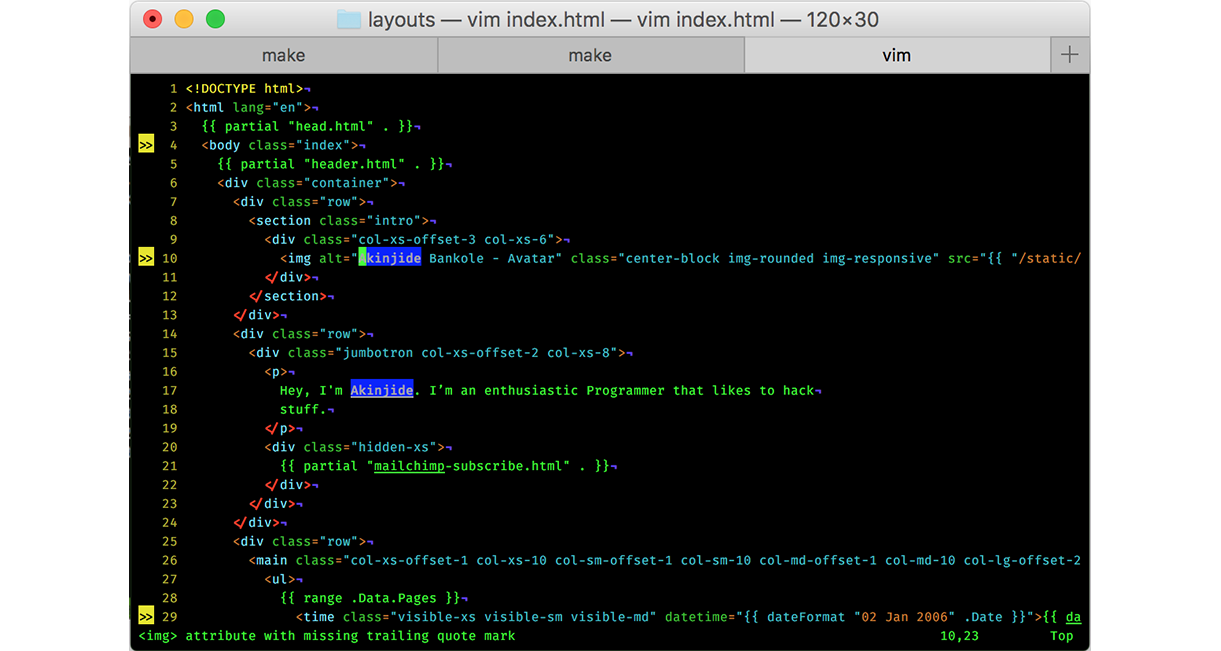 layouts — vim index.html — vim index.html — 120×30
make make vim +
1 <!DOCTYPE html>¬
2 <html lang="en">¬
3 {{ partial "head.html" . }}¬
>> 4 <body class="index">¬
5 {{ partial "header.html" . }}¬
6 <div class="container">¬
7 <div class="row">¬
8 <section class="intro">¬
9 <div class="col-xs-offset-3 col-xs-6">¬
>> 10 <img alt="Akinjide Bankole - Avatar" class="center-block img-rounded img-responsive" src="{{ "/static/
11 </div>¬
12 </section>¬
13 </div>¬
14 <div class="row">¬
15 <div class="jumbotron col-xs-offset-2 col-xs-8">¬
16 <p>¬
17 Hey, I'm Akinjide. I’m an enthusiastic Programmer that likes to hack¬
18 stuff.¬
19 </p>¬
20 <div class="hidden-xs">¬
21 {{ partial "mailchimp-subscribe.html" . }}¬
22 </div>¬
23 </div>¬
24 </div>¬
25 <div class="row">¬
26 <main class="col-xs-offset-1 col-xs-10 col-sm-offset-1 col-sm-10 col-md-offset-1 col-md-10 col-lg-offset-2
27 <ul>¬
28 {{ range .Data.Pages }}¬
>> 29 <time class="visible-xs visible-sm visible-md" datetime="{{ dateFormat "02 Jan 2006" .Date }}">{{ da
<img> attribute with missing trailing quote mark 10,23 Top